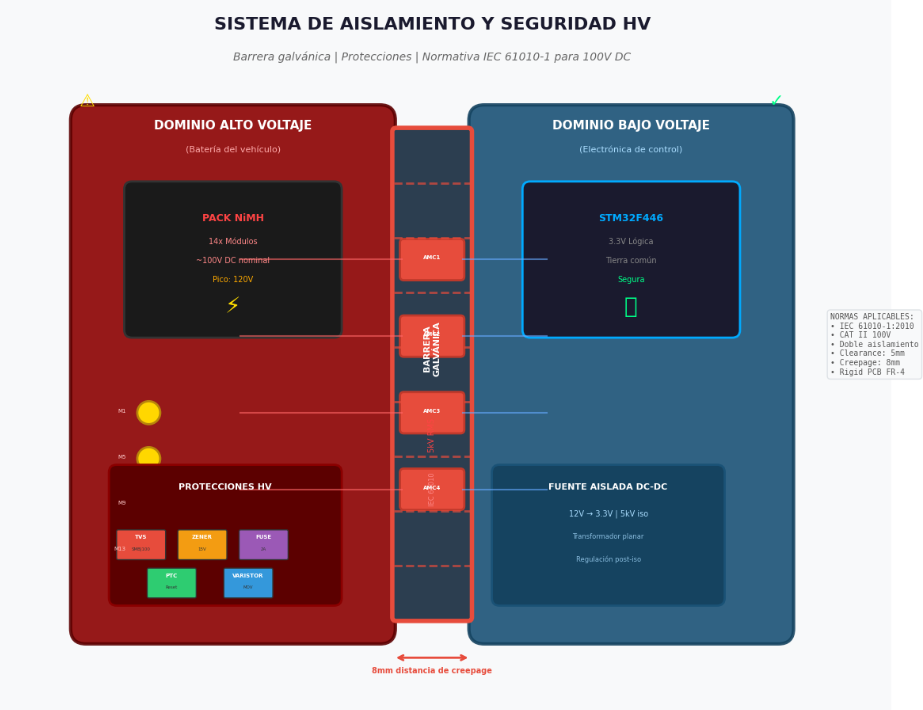 SISTEMA DE AISLAMIENTO Y SEGURIDAD HV
Barrera galvánica | Protecciones | Normativa IEC 61010-1 para 100V DC
DOMINIO ALTO VOLTAJE
(Batería del vehículo)
PACK NiMH
14x Módulos
~100V DC nominal
Pico: 120V
M1
M5
M9
M13
PROTECCIONES HV
TVS
ZENER
15V
FUSE
PTC
VARISTOR
AMC1
BARRERA
GALVÁNICA
AMC3
5kV
AMC4
DOMINIO BAJO VOLTAJE
(Electrónica de control)
STM32F446
3.3V Lógica
Tierra común
Segura
FUENTE AISLADA DC-DC
12V → 3.3V | 5kV iso
Transformador planar
Regulación post-iso
NORMAS APLICABLES:
• IEC 61010-1:2010
• CAT II 100V
• Doble aislamiento
• Clearance: 5mm
• Creepage: 8mm
• Rigid PCB FR-4
8mm distancia de creepage